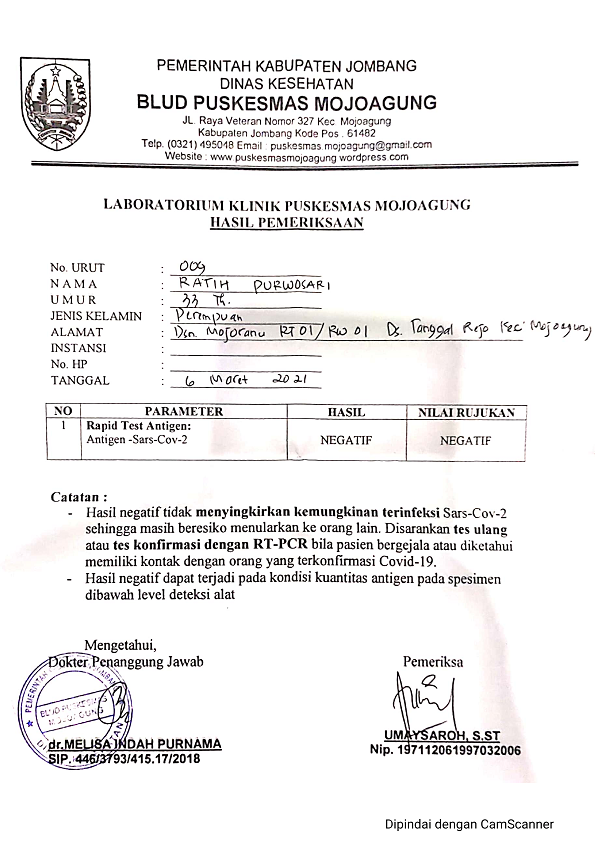 PEMERINTAH KABUPATEN JOMBANG
DINAS KESEHATAN
BLUD PUSKESMAS MOJOAGUNG
JL. Raya Veteran Nomor 327 Kec. Mojoagung
Kabupaten Jombang Kode Pos . 61482
Telp. (0321) 495048 Email : puskesmas.mojoagung@gmail.com
Website : www.puskesmasmojoagung wordpress.com
LABORATORIUM KLINIK PUSKESMAS MOJOAGUNG
HASIL PEMERIKSAAN
No. URUT : 009
N A M A : RATIH PURWOSARI
U M U R : 33 Th.
JENIS KELAMIN : Perempuan
ALAMAT : Dsn. Mojoranu RT 01 / RW 01 Ds. Tanggal Rejo Kec. Mojoagung
INSTANSI :
No. HP :
TANGGAL : 6 Maret 2021
NO PARAMETER HASIL NILAI RUJUKAN
1 Rapid Test Antigen:
Antigen -Sars-Cov-2 NEGATIF NEGATIF
Catatan :
- Hasil negatif tidak menyingkirkan kemungkinan terinfeksi Sars-Cov-2
sehingga masih beresiko menularkan ke orang lain. Disarankan tes ulang
atau tes konfirmasi dengan RT-PCR bila pasien bergejala atau diketahui
memiliki kontak dengan orang yang terkonfirmasi Covid-19.
- Hasil negatif dapat terjadi pada kondisi kuantitas antigen pada spesimen
dibawah level deteksi alat
Mengetahui,
Dokter Penanggung Jawab Pemeriksa
BLUD PUSKESMAS
MOJOAGUNG
dr.MELISA INDAH PURNAMA
SIP. 446/3793/415.17/2018
UMAYSAROH, S.ST
Nip. 197112061997032006
Dipindai dengan CamScanner